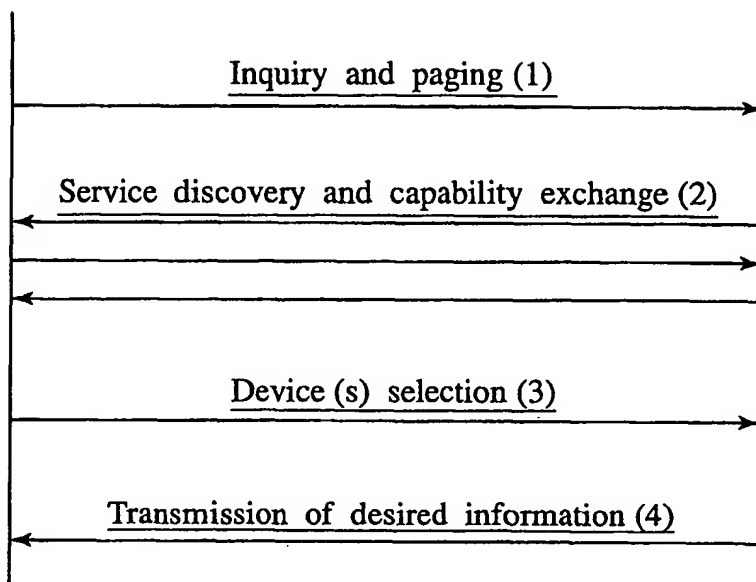 Inquiry and paging (1)
Service discovery and capability exchange (2)
Device (s) selection (3)
Transmission of desired information (4)